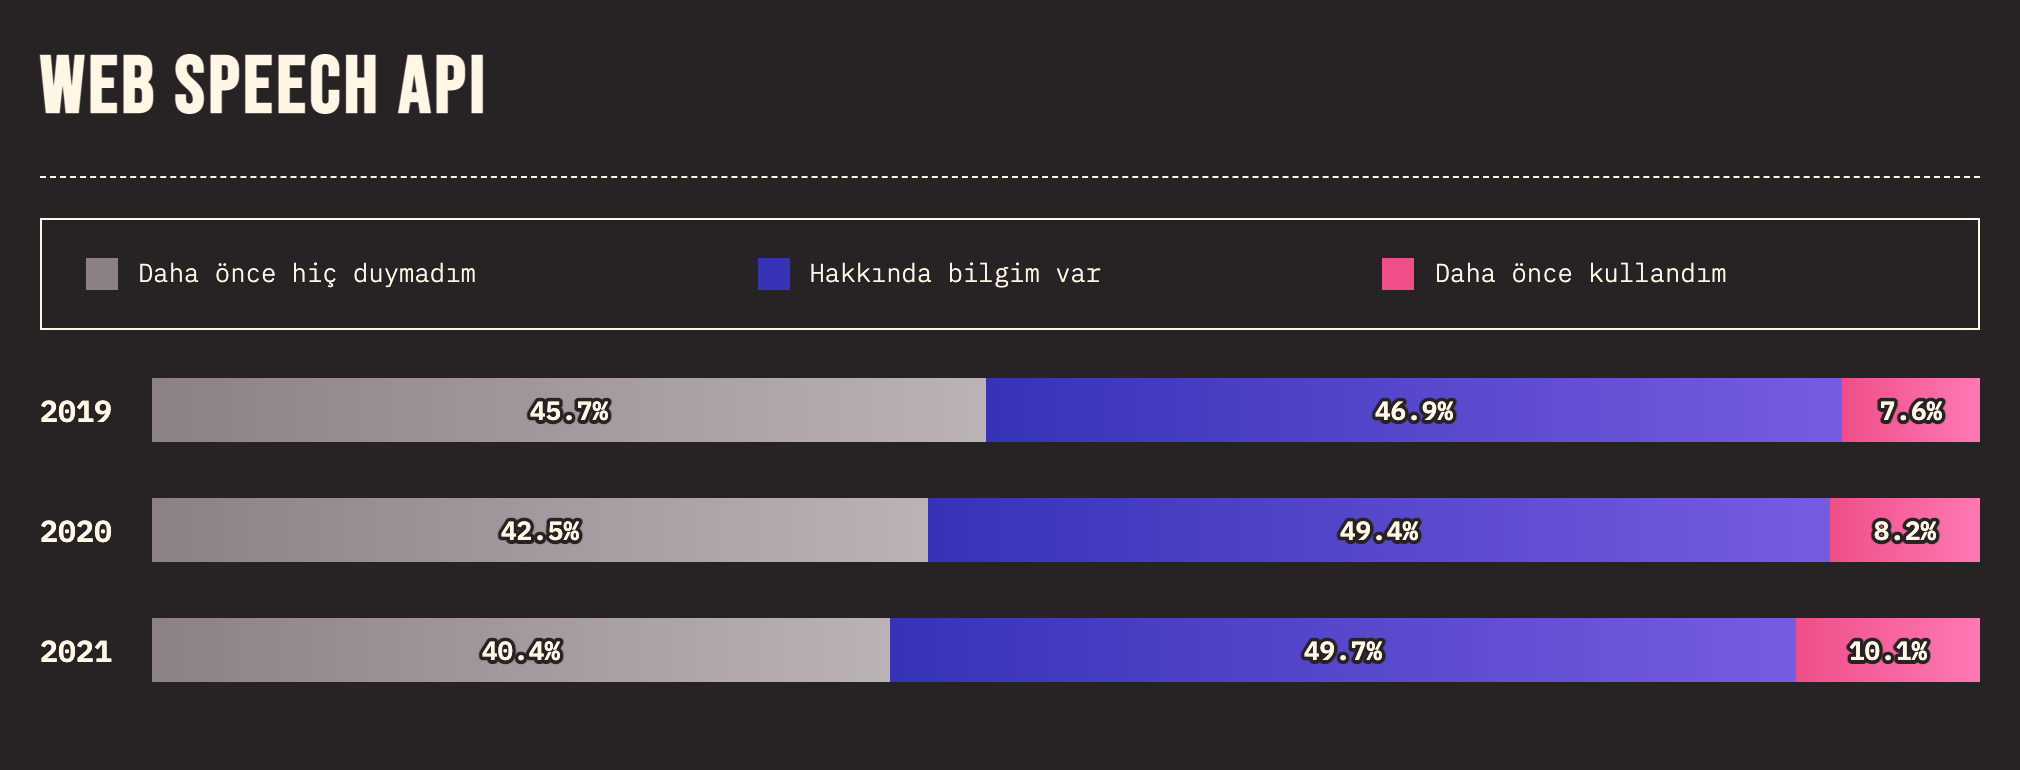 WEB SPEECH API
Daha önce hiç duymadım Hakkında bilgim var Daha önce kullandım
2019 45.7% 46.9% 7.6%
2020 42.5% 49.4% 8.2%
2021 40.4% 49.7% 10.1%